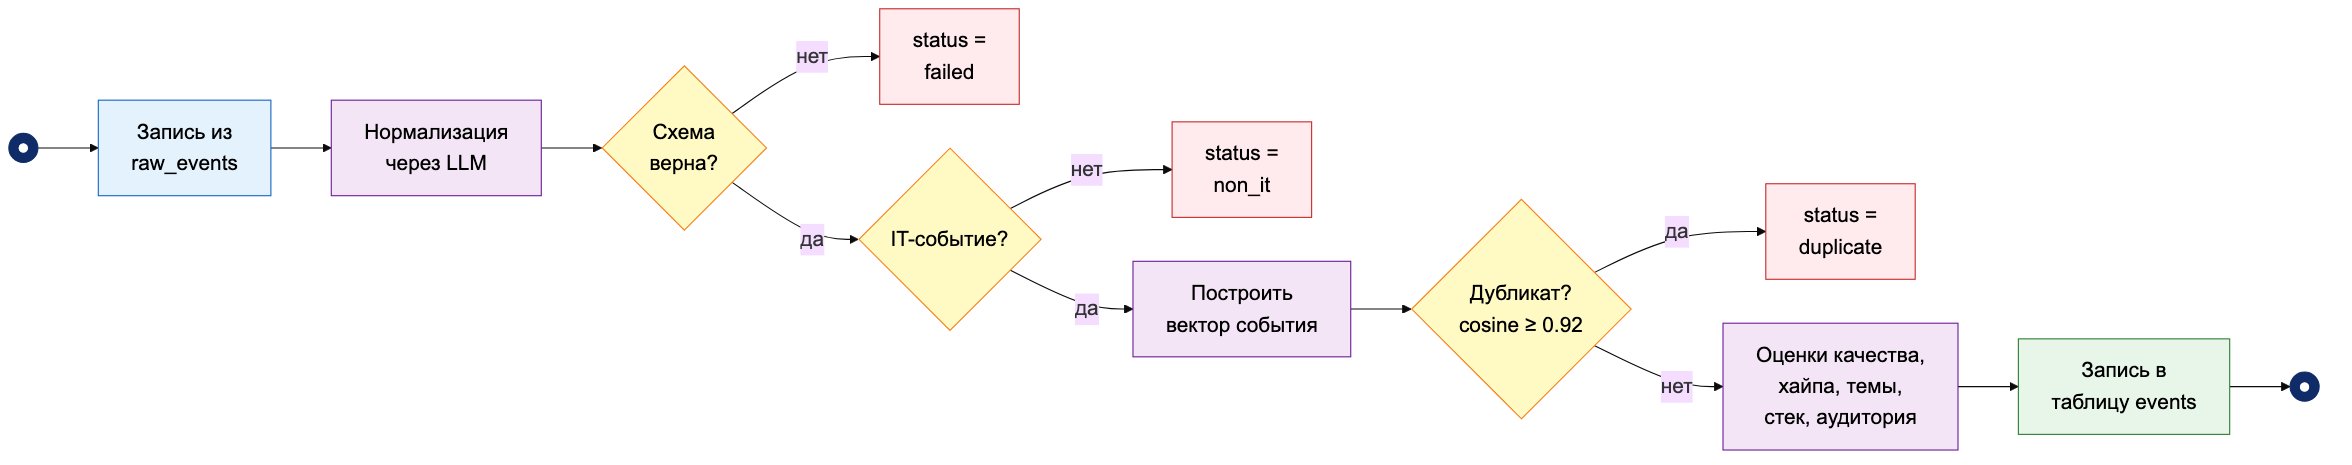 Запись из
raw_events
Нормализация
через LLM
Схема
верна?
нет
status =
failed
да
IT-событие?
нет
status =
non_it
да
Построить
вектор события
Дубликат?
cosine ≥ 0.92
да
status =
duplicate
нет
Оценки качества,
хайпа, темы,
стек, аудитория
Запись в
таблицу events